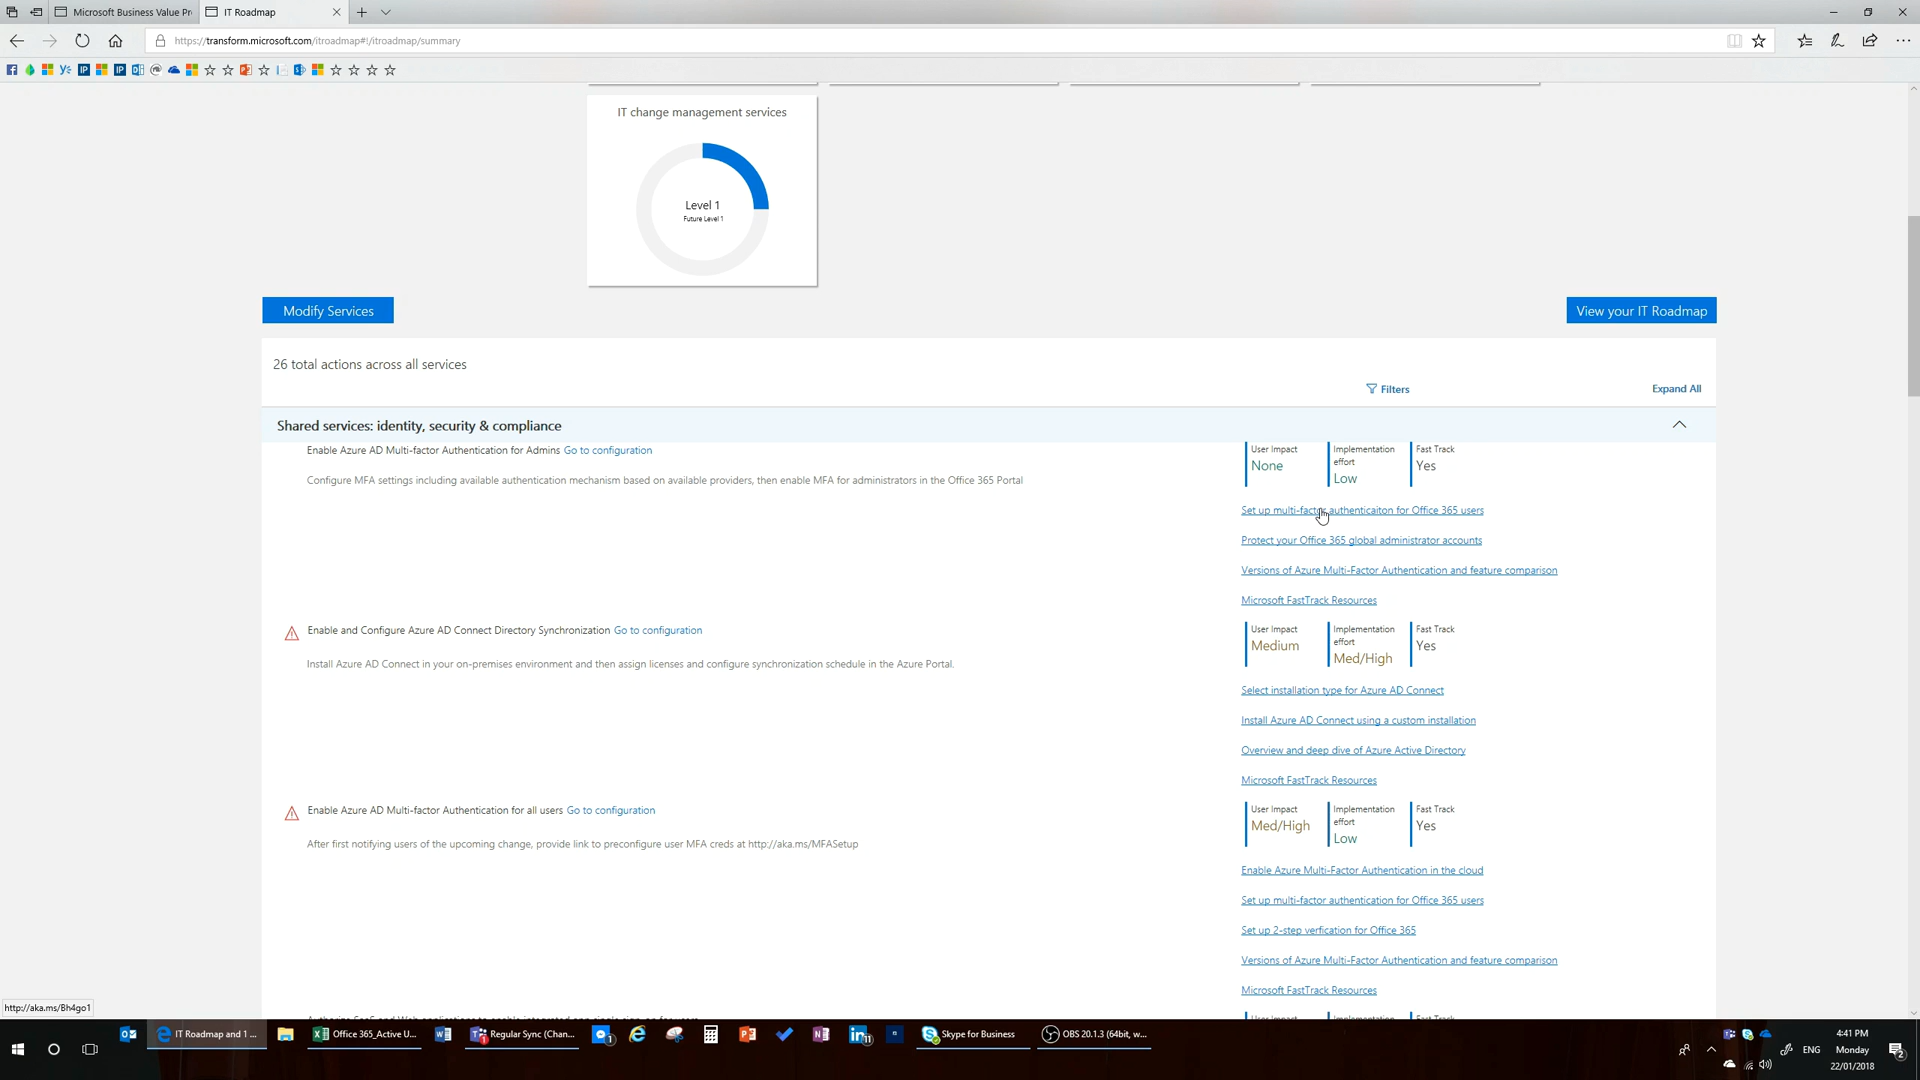 Microsoft Business Value Pr
IT Roadmap
https://transform.microsoft.com/itroadmap#!/itroadmap/summary
IT change management services
Level 1
Future Level 1
Modify Services
View your IT Roadmap
26 total actions across all services
Filters
Expand All
Shared services: identity, security & compliance
Enable Azure AD Multi-factor Authentication for Admins Go to configuration
Configure MFA settings including available authentication mechanism based on available providers, then enable MFA for administrators in the Office 365 Portal
User Impact
None
Implementation effort
Low
Fast Track
Yes
Set up multi-factor authenticaiton for Office 365 users
Protect your Office 365 global administrator accounts
Versions of Azure Multi-Factor Authentication and feature comparison
Microsoft FastTrack Resources
Enable and Configure Azure AD Connect Directory Synchronization Go to configuration
Install Azure AD Connect in your on-premises environment and then assign licenses and configure synchronization schedule in the Azure Portal.
User Impact
Medium
Implementation effort
Med/High
Fast Track
Yes
Select installation type for Azure AD Connect
Install Azure AD Connect using a custom installation
Overview and deep dive of Azure Active Directory
Microsoft FastTrack Resources
Enable Azure AD Multi-factor Authentication for all users Go to configuration
After first notifying users of the upcoming change, provide link to preconfigure user MFA creds at http://aka.ms/MFASetup
User Impact
Med/High
Implementation effort
Low
Fast Track
Yes
Enable Azure Multi-Factor Authentication in the cloud
Set up multi-factor authentication for Office 365 users
Set up 2-step verfication for Office 365
Versions of Azure Multi-Factor Authentication and feature comparison
Microsoft FastTrack Resources
http://aka.ms/Bh4go1
IT Roadmap and 1 ...
Office 365_Active U...
Regular Sync (Chan...
Skype for Business
OBS 20.1.3 (64bit, w...
ENG
4:41 PM
Monday
22/01/2018